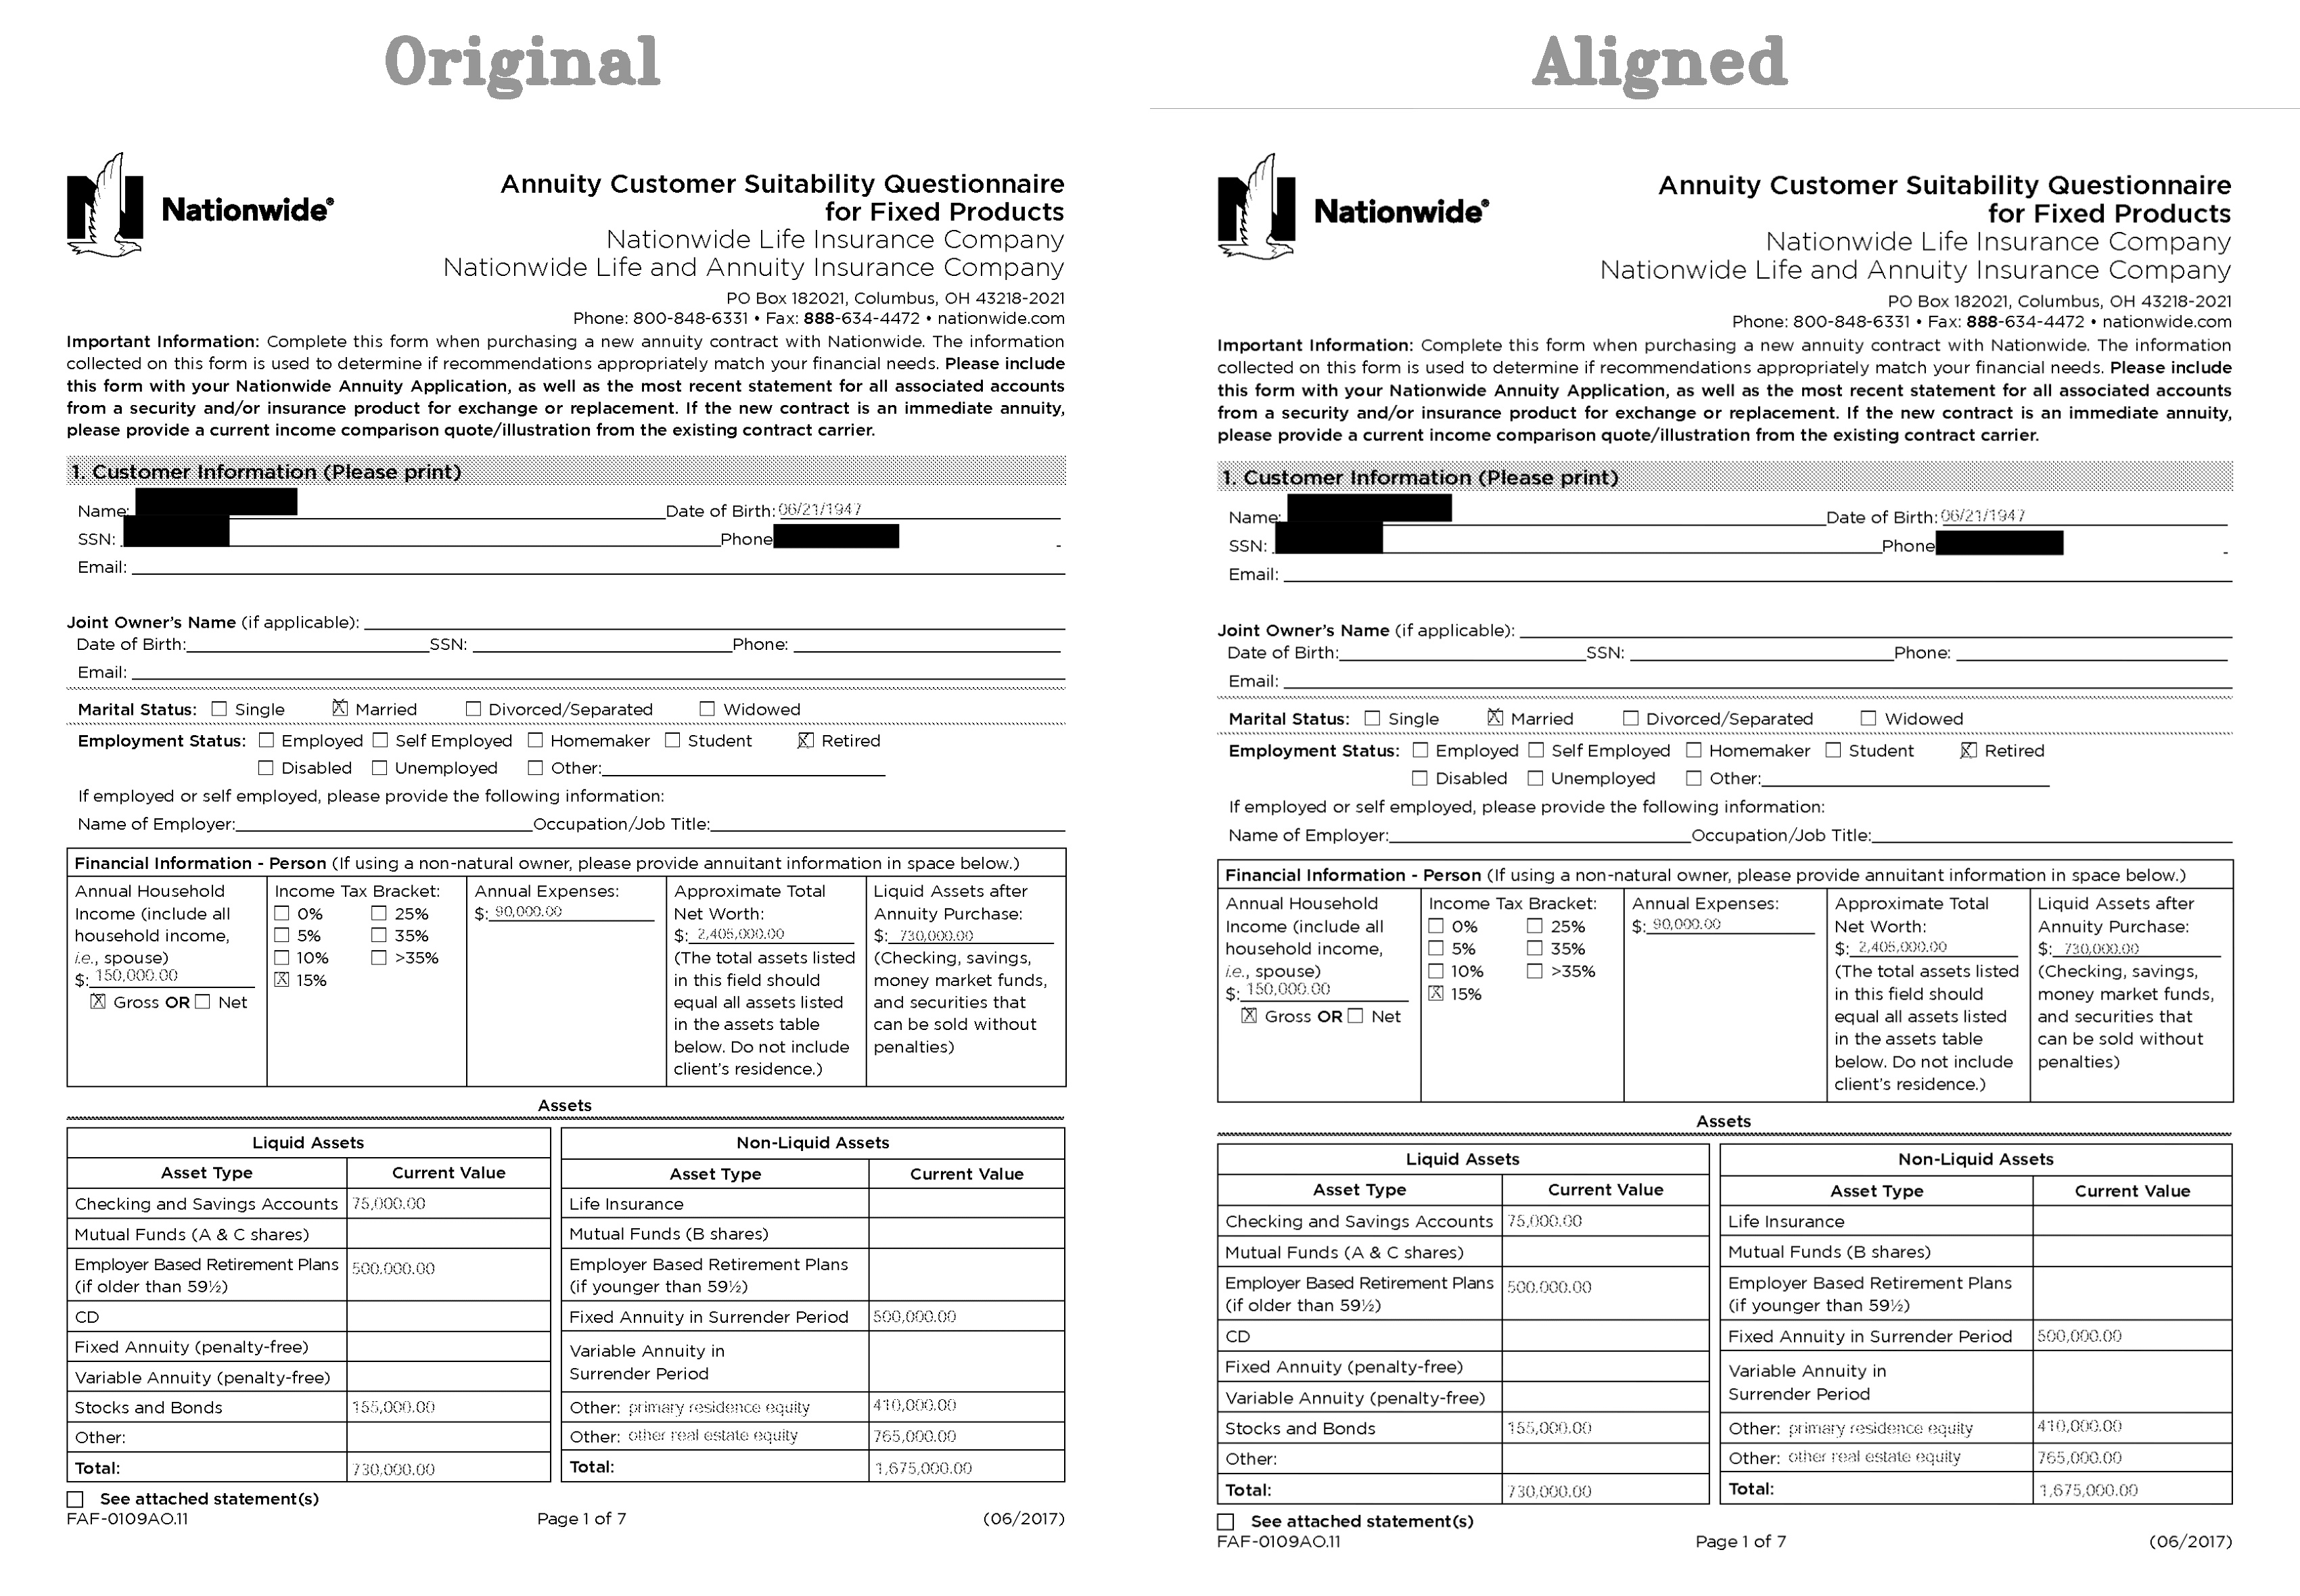 Original
Nationwide®
Annuity Customer Suitability Questionnaire
for Fixed Products
Nationwide Life Insurance Company
Nationwide Life and Annuity Insurance Company
PO Box 182021, Columbus, OH 43218-2021
Phone: 800-848-6331 • Fax: 888-634-4472 • nationwide.com
Important Information: Complete this form when purchasing a new annuity contract with Nationwide. The information
collected on this form is used to determine if recommendations appropriately match your financial needs. Please include
this form with your Nationwide Annuity Application, as well as the most recent statement for all associated accounts
from a security and/or insurance product for exchange or replacement. If the new contract is an immediate annuity,
please provide a current income comparison quote/illustration from the existing contract carrier.
1. Customer Information (Please print)
Name: Date of Birth: 06/21/1947
SSN: Phone
Email:
Joint Owner's Name (if applicable):
Date of Birth: SSN: Phone:
Email:
Marital Status: Single X Married Divorced/Separated Widowed
Employment Status: Employed Self Employed Homemaker Student X Retired
Disabled Unemployed Other:
If employed or self employed, please provide the following information:
Name of Employer: Occupation/Job Title:
Financial Information - Person (If using a non-natural owner, please provide annuitant information in space below.)
Annual Household
Income (include all
household income,
i.e., spouse)
$: 150,000.00
X Gross OR Net
Income Tax Bracket:
0% 25%
5% 35%
10% >35%
X 15%
Annual Expenses:
$: 90,000.00
Approximate Total
Net Worth:
$: 2,405,000.00
(The total assets listed
in this field should
equal all assets listed
in the assets table
below. Do not include
client's residence.)
Liquid Assets after
Annuity Purchase:
$: 730,000.00
(Checking, savings,
money market funds,
and securities that
can be sold without
penalties)
Assets
Liquid Assets
Asset Type Current Value
Checking and Savings Accounts 75,000.00
Mutual Funds (A & C shares)
Employer Based Retirement Plans
(if older than 59½) 500,000.00
CD
Fixed Annuity (penalty-free)
Variable Annuity (penalty-free)
Stocks and Bonds 155,000.00
Other:
Total: 730,000.00
Non-Liquid Assets
Asset Type Current Value
Life Insurance
Mutual Funds (B shares)
Employer Based Retirement Plans
(if younger than 59½)
Fixed Annuity in Surrender Period 500,000.00
Variable Annuity in
Surrender Period
Other: primary residence equity 410,000.00
Other: other real estate equity 765,000.00
Total: 1,675,000.00
See attached statement(s)
FAF-0109AO.11 Page 1 of 7 (06/2017)
Aligned
Nationwide®
Annuity Customer Suitability Questionnaire
for Fixed Products
Nationwide Life Insurance Company
Nationwide Life and Annuity Insurance Company
PO Box 182021, Columbus, OH 43218-2021
Phone: 800-848-6331 • Fax: 888-634-4472 • nationwide.com
Important Information: Complete this form when purchasing a new annuity contract with Nationwide. The information
collected on this form is used to determine if recommendations appropriately match your financial needs. Please include
this form with your Nationwide Annuity Application, as well as the most recent statement for all associated accounts
from a security and/or insurance product for exchange or replacement. If the new contract is an immediate annuity,
please provide a current income comparison quote/illustration from the existing contract carrier.
1. Customer Information (Please print)
Name: Date of Birth: 06/21/1947
SSN: Phone
Email:
Joint Owner's Name (if applicable):
Date of Birth: SSN: Phone:
Email:
Marital Status: Single X Married Divorced/Separated Widowed
Employment Status: Employed Self Employed Homemaker Student X Retired
Disabled Unemployed Other:
If employed or self employed, please provide the following information:
Name of Employer: Occupation/Job Title:
Financial Information - Person (If using a non-natural owner, please provide annuitant information in space below.)
Annual Household
Income (include all
household income,
i.e., spouse)
$: 150,000.00
X Gross OR Net
Income Tax Bracket:
0% 25%
5% 35%
10% >35%
X 15%
Annual Expenses:
$: 90,000.00
Approximate Total
Net Worth:
$: 2,405,000.00
(The total assets listed
in this field should
equal all assets listed
in the assets table
below. Do not include
client's residence.)
Liquid Assets after
Annuity Purchase:
$: 730,000.00
(Checking, savings,
money market funds,
and securities that
can be sold without
penalties)
Assets
Liquid Assets
Asset Type Current Value
Checking and Savings Accounts 75,000.00
Mutual Funds (A & C shares)
Employer Based Retirement Plans
(if older than 59½) 500,000.00
CD
Fixed Annuity (penalty-free)
Variable Annuity (penalty-free)
Stocks and Bonds 155,000.00
Other:
Total: 730,000.00
Non-Liquid Assets
Asset Type Current Value
Life Insurance
Mutual Funds (B shares)
Employer Based Retirement Plans
(if younger than 59½)
Fixed Annuity in Surrender Period 500,000.00
Variable Annuity in
Surrender Period
Other: primary residence equity 410,000.00
Other: other real estate equity 765,000.00
Total: 1,675,000.00
See attached statement(s)
FAF-0109AO.11 Page 1 of 7 (06/2017)